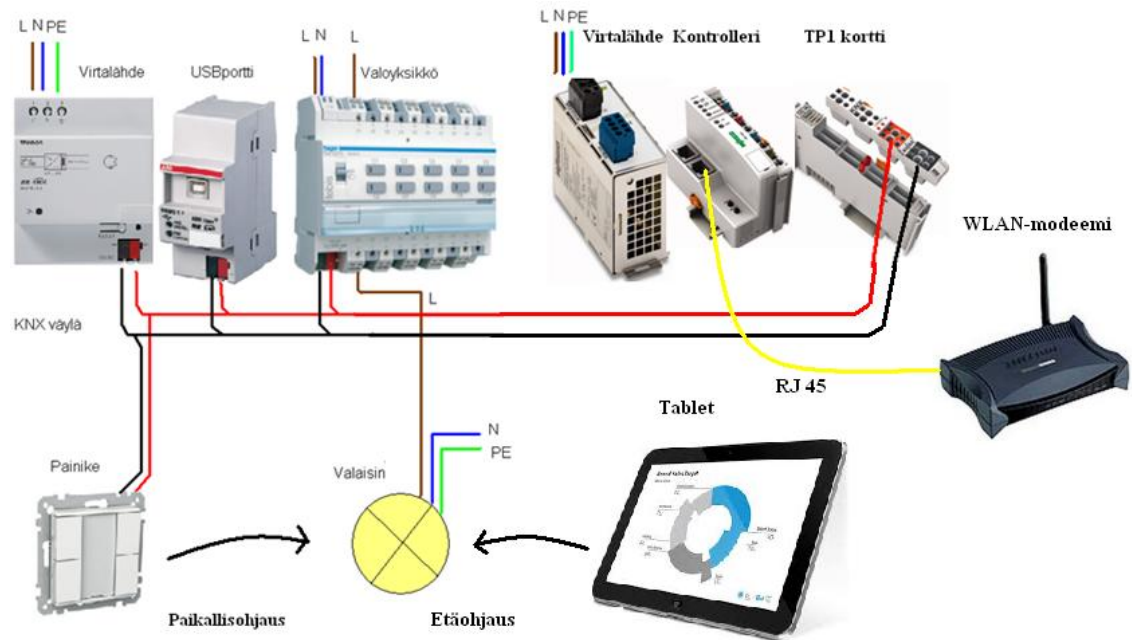 L N PE
Virtalähde
USBportti
L N
L
Valoyksikkö
L N PE
Virtalähde
Kontrolleri
TP1 kortti
WLAN-modeemi
ABB
L
KNX väylä
RJ 45
Tablet
N
PE
Painike
Valaisin
Paikallisohjaus
Etäohjaus